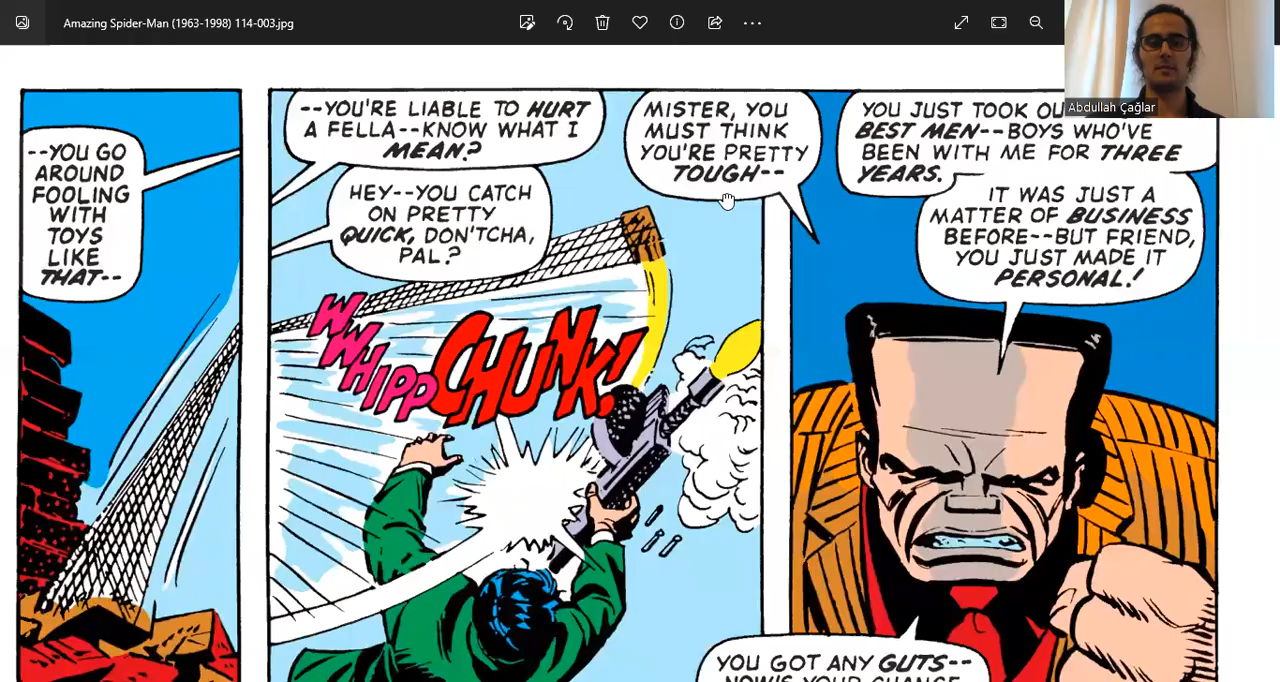 Amazing Spider-Man (1963-1998) 114-003.jpg
Abdullah Çağlar
--YOU GO
AROUND
FOOLING
WITH
TOYS
LIKE
THAT--
--YOU'RE LIABLE TO HURT
A FELLA--KNOW WHAT I
MEAN?
HEY--YOU CATCH
ON PRETTY
QUICK, DON'TCHA,
PAL?
WWHIPP
CHUNK!
MISTER, YOU
MUST THINK
YOU'RE PRETTY
TOUGH--
YOU JUST TOOK
BEST MEN--BOYS WHO'VE
BEEN WITH ME FOR THREE
YEARS.
IT WAS JUST A
MATTER OF BUSINESS
BEFORE--BUT FRIEND,
YOU JUST MADE IT
PERSONAL!
YOU GOT ANY GUTS--
NOW'S YOUR CHANCE